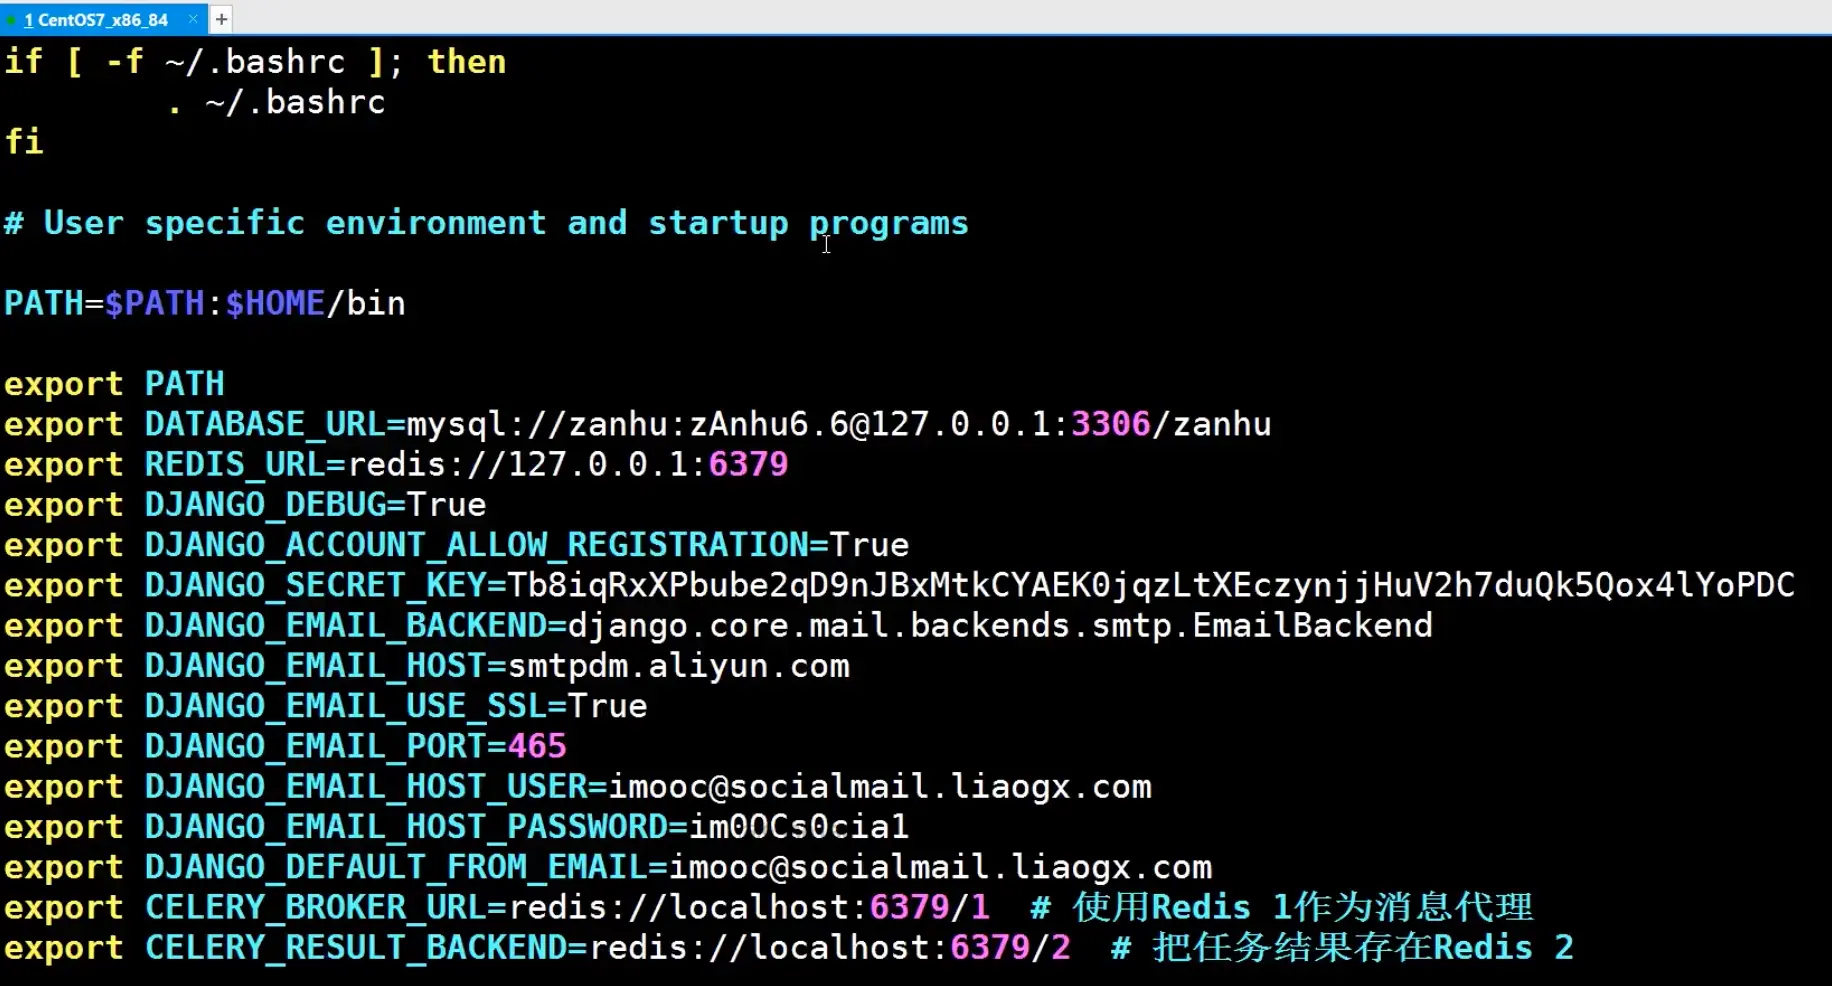 1 CentOS7_x86_84 × +
if [ -f ~/.bashrc ]; then
        . ~/.bashrc
fi
# User specific environment and startup programs
PATH=$PATH:$HOME/bin
export PATH
export DATABASE_URL=mysql://zanhu:zAnhu6.6@127.0.0.1:3306/zanhu
export REDIS_URL=redis://127.0.0.1:6379
export DJANGO_DEBUG=True
export DJANGO_ACCOUNT_ALLOW_REGISTRATION=True
export DJANGO_SECRET_KEY=Tb8iqRxXPbube2qD9nJBxMtkCYAEK0jqzLtXEczynjjHuV2h7duQk5Qox4lYoPDC
export DJANGO_EMAIL_BACKEND=django.core.mail.backends.smtp.EmailBackend
export DJANGO_EMAIL_HOST=smtpdm.aliyun.com
export DJANGO_EMAIL_USE_SSL=True
export DJANGO_EMAIL_PORT=465
export DJANGO_EMAIL_HOST_USER=imooc@socialmail.liaogx.com
export DJANGO_EMAIL_HOST_PASSWORD=im0OCs0cia1
export DJANGO_DEFAULT_FROM_EMAIL=imooc@socialmail.liaogx.com
export CELERY_BROKER_URL=redis://localhost:6379/1  # 使用Redis 1作为消息代理
export CELERY_RESULT_BACKEND=redis://localhost:6379/2  # 把任务结果存在Redis 2